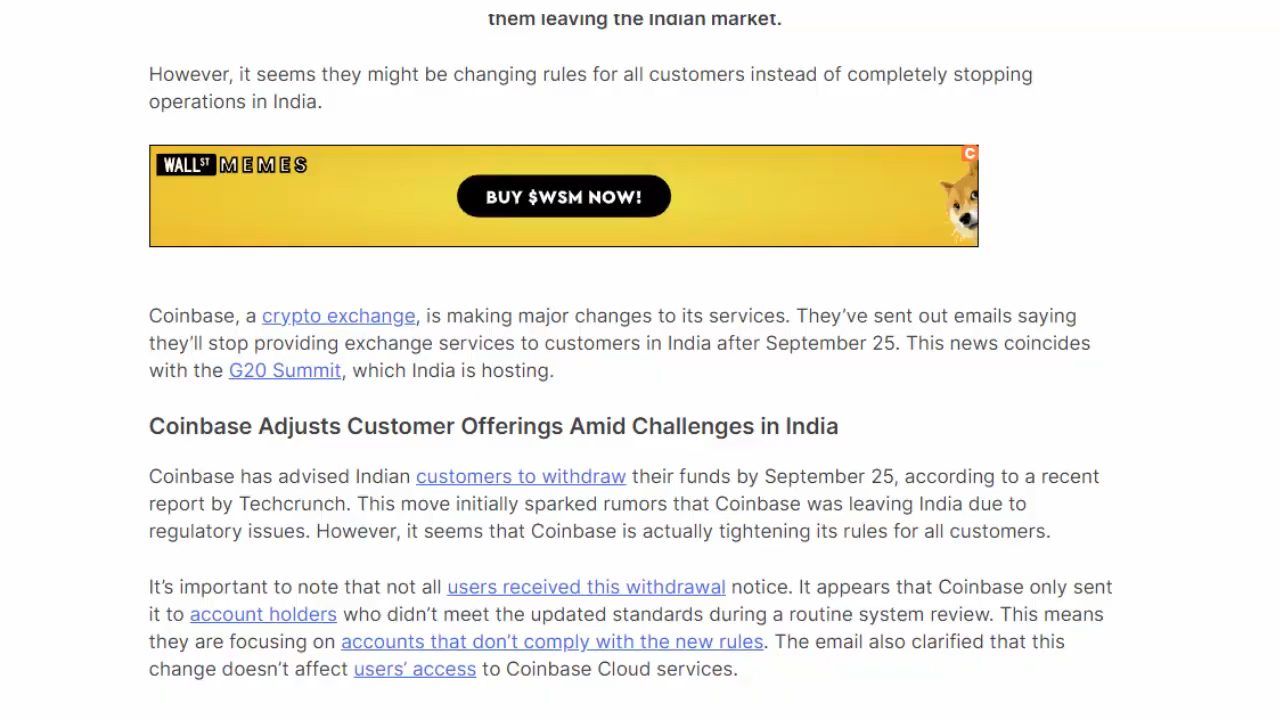 them leaving the Indian market.
However, it seems they might be changing rules for all customers instead of completely stopping
operations in India.
WALL ST MEMES
C
BUY $WSM NOW!
Coinbase, a crypto exchange, is making major changes to its services. They’ve sent out emails saying
they’ll stop providing exchange services to customers in India after September 25. This news coincides
with the G20 Summit, which India is hosting.
Coinbase Adjusts Customer Offerings Amid Challenges in India
Coinbase has advised Indian customers to withdraw their funds by September 25, according to a recent
report by Techcrunch. This move initially sparked rumors that Coinbase was leaving India due to
regulatory issues. However, it seems that Coinbase is actually tightening its rules for all customers.
It’s important to note that not all users received this withdrawal notice. It appears that Coinbase only sent
it to account holders who didn’t meet the updated standards during a routine system review. This means
they are focusing on accounts that don’t comply with the new rules. The email also clarified that this
change doesn’t affect users’ access to Coinbase Cloud services.